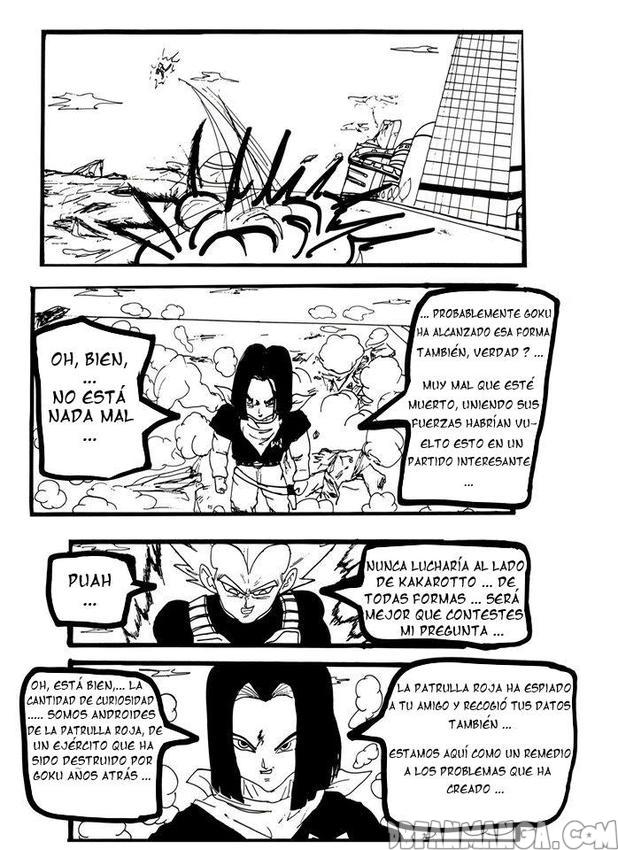 OH, BIEN,
...
NO ESTÁ
NADA MAL
...
... PROBABLEMENTE GOKU
HA ALCANZADO ESA FORMA
TAMBIÉN, VERDAD ? ...
MUY MAL QUE ESTÉ
MUERTO, UNIENDO SUS
FUERZAS HABRÍAN VU-
ELTO ESTO EN UN
PARTIDO INTERESANTE
...
PUAH
...
NUNCA LUCHARÍA AL LADO
DE KAKAROTTO ... DE
TODAS FORMAS ... SERÁ
MEJOR QUE CONTESTES
MI PREGUNTA ...
OH, ESTÁ BIEN,... LA
CANTIDAD DE CURIOSIDAD
..... SOMOS ANDROIDES
DE LA PATRULLA ROJA, DE
UN EJÉRCITO QUE HA
SIDO DESTRUIDO POR
GOKU AÑOS ATRÁS ...
LA PATRULLA ROJA HA ESPIADO
A TU AMIGO Y RECOGIÓ TUS DATOS
TAMBIÉN ...
ESTAMOS AQUÍ COMO UN REMEDIO
A LOS PROBLEMAS QUE HA
CREADO ...
DBFANMANGA.COM